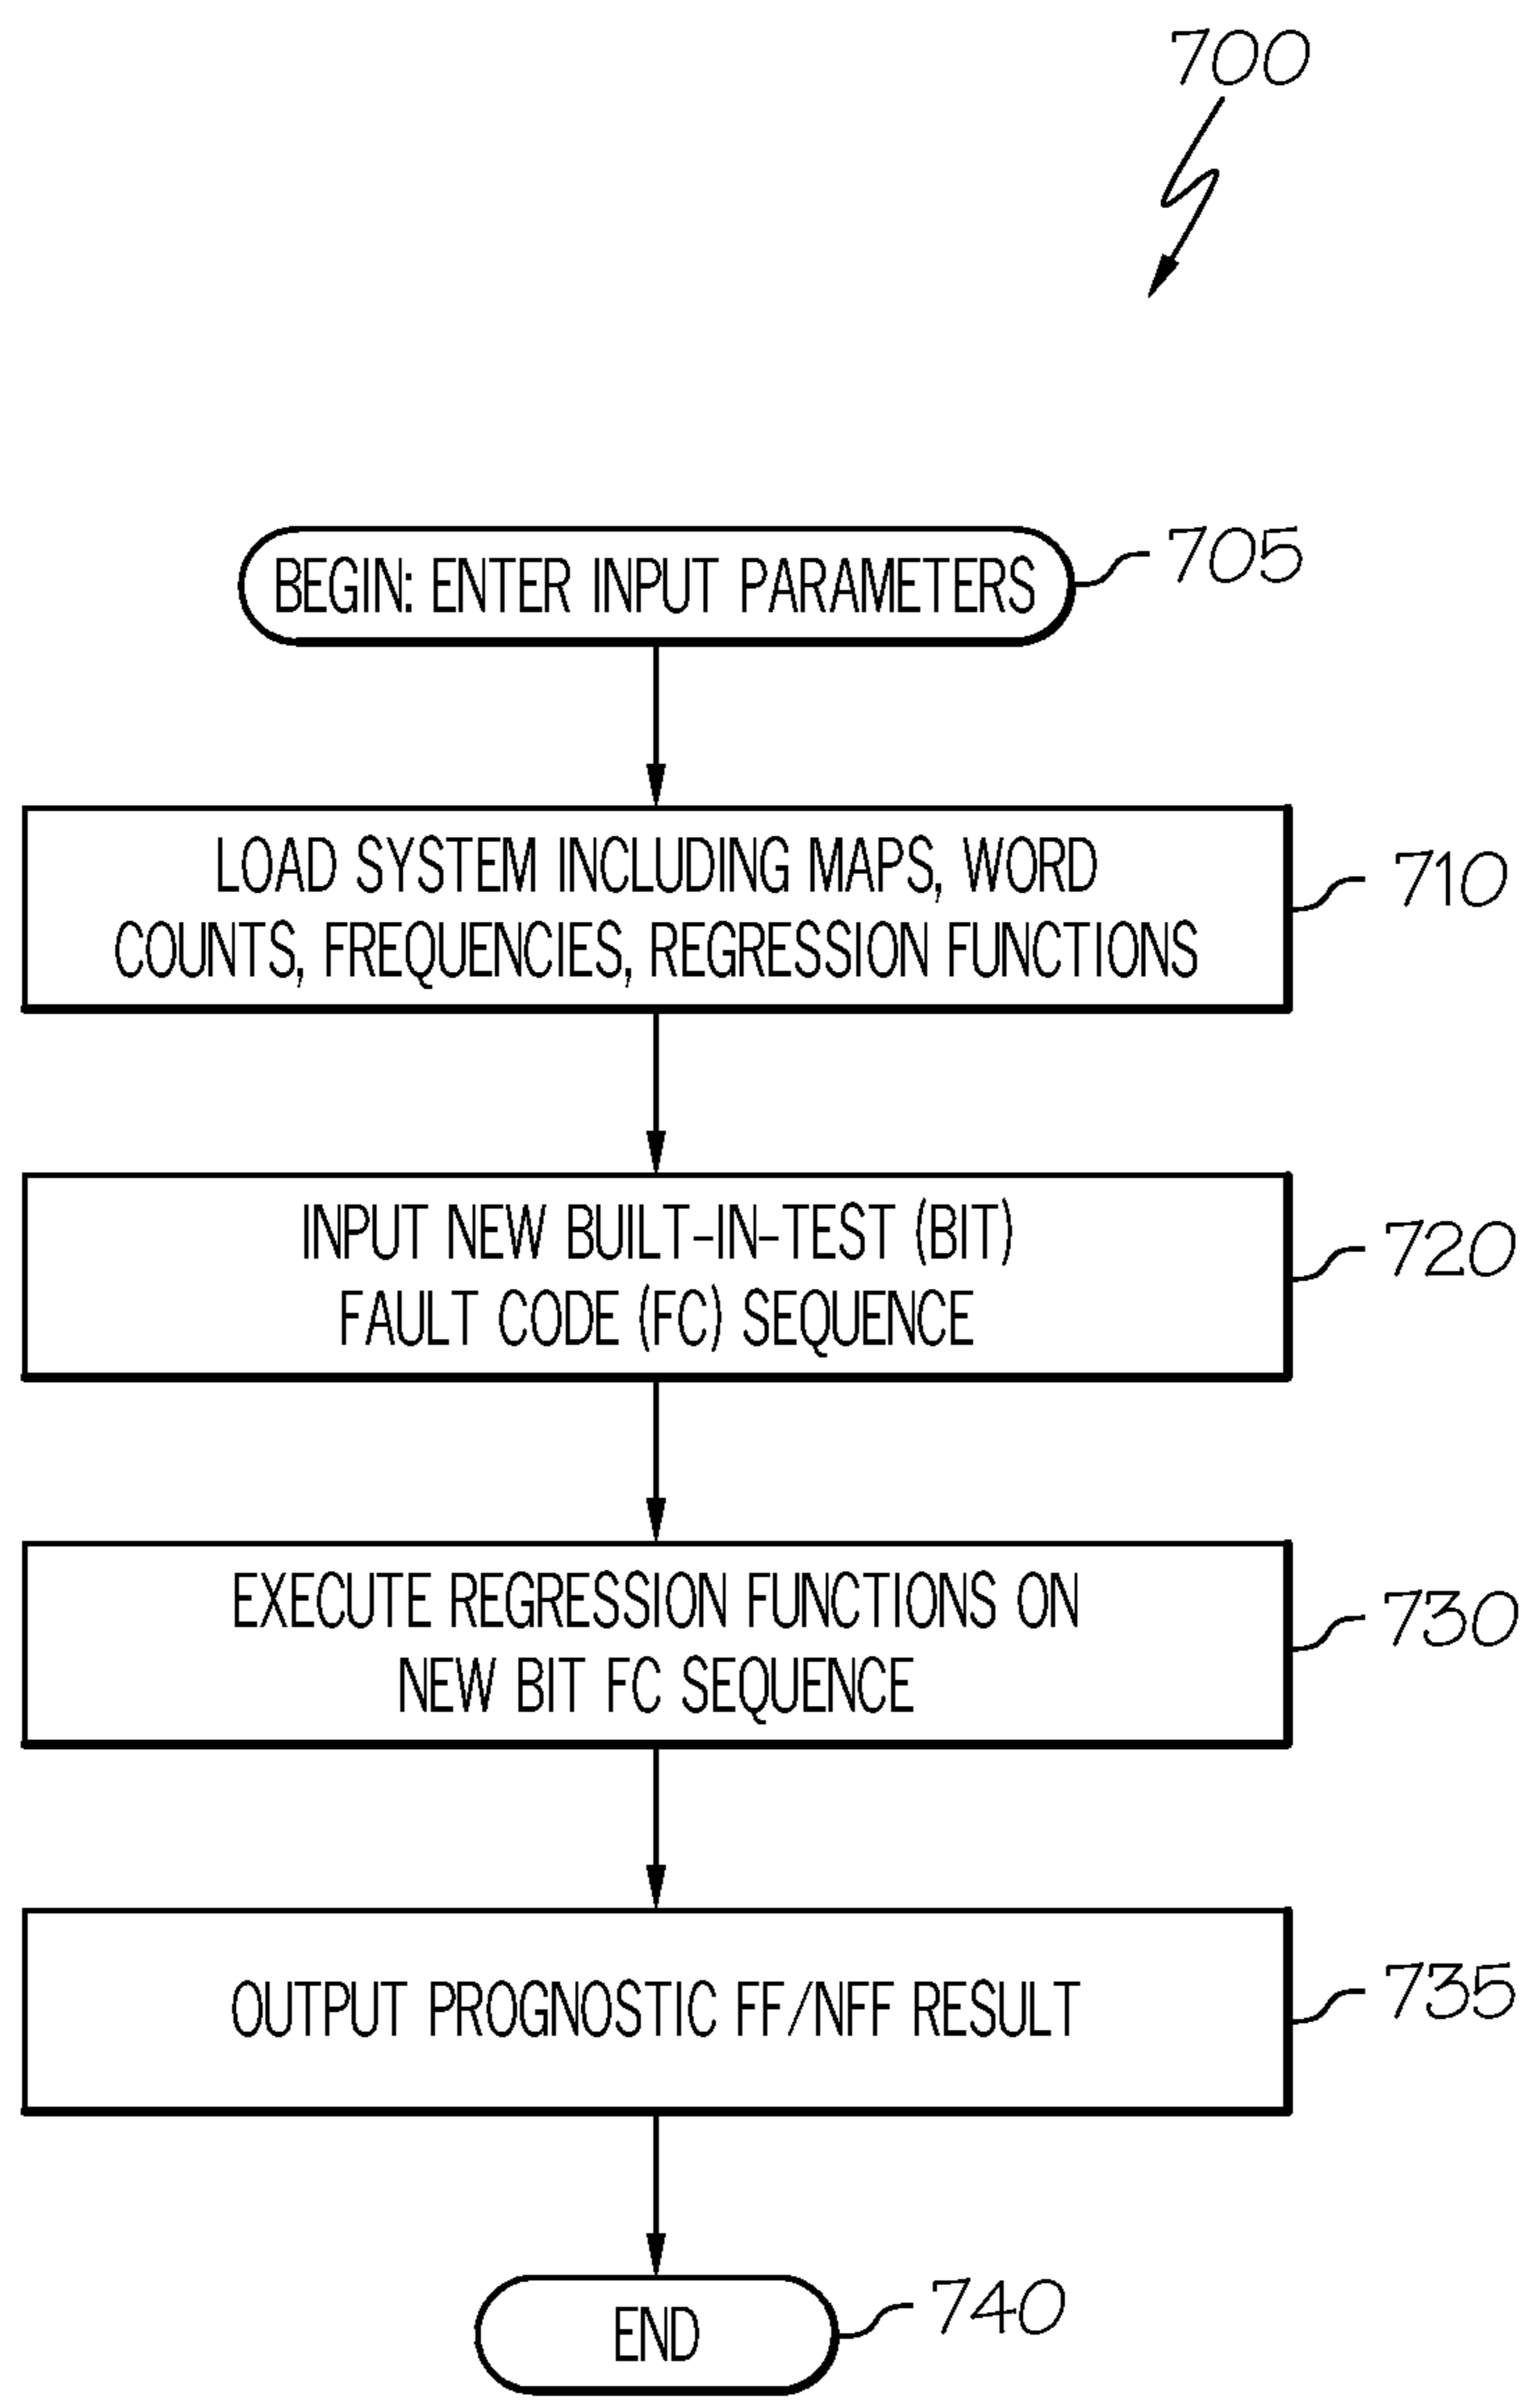 700
BEGIN: ENTER INPUT PARAMETERS
705
LOAD SYSTEM INCLUDING MAPS, WORD
COUNTS, FREQUENCIES, REGRESSION FUNCTIONS
710
INPUT NEW BUILT-IN-TEST (BIT)
FAULT CODE (FC) SEQUENCE
720
EXECUTE REGRESSION FUNCTIONS ON
NEW BIT FC SEQUENCE
730
OUTPUT PROGNOSTIC FF/NFF RESULT
735
END
740